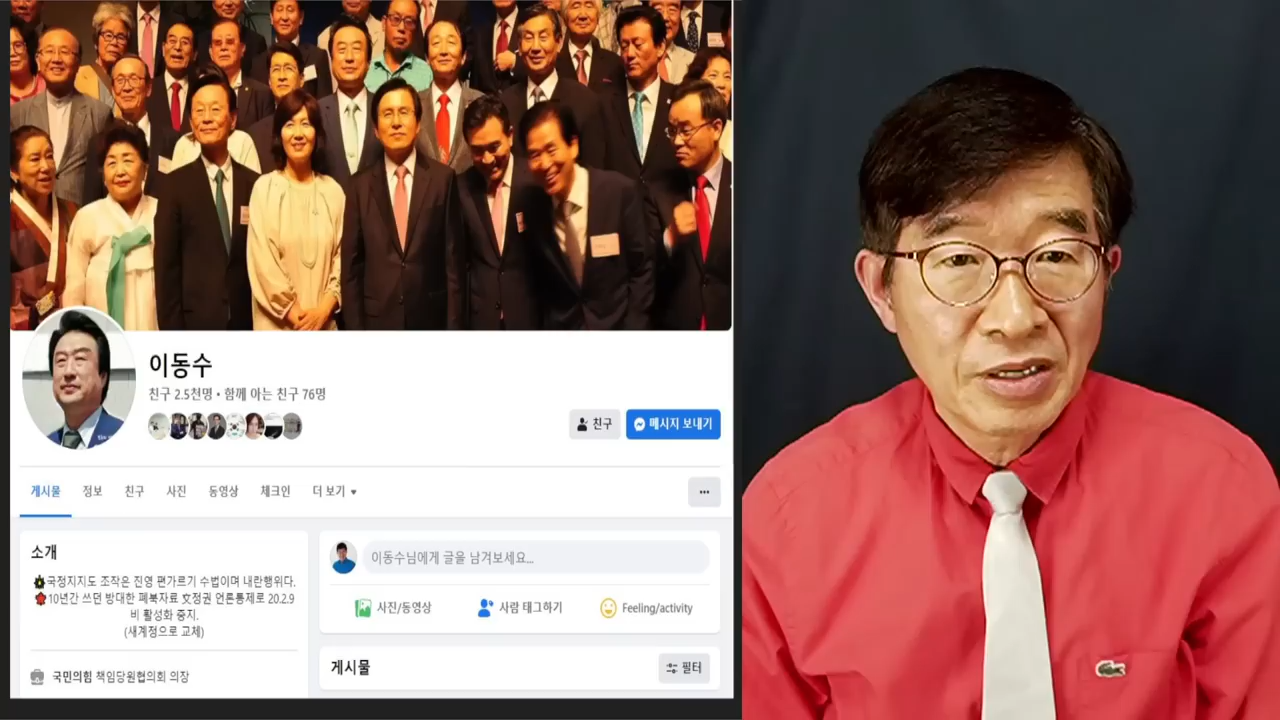 이동수
친구 2.5천명 • 함께 아는 친구 76명
친구
메시지 보내기
게시물
정보
친구
사진
동영상
체크인
더 보기
소개
국정지지도 조작은 진영 편가르기 수법이며 내란행위다.
10년간 쓰던 방대한 페북자료 文정권 언론통제로 20.2.9
비 활성화 중지.
(새계정으로 교체)
국민의힘 책임당원협의회 의장
이동수님에게 글을 남겨보세요...
사진/동영상
사람 태그하기
Feeling/activity
게시물
필터